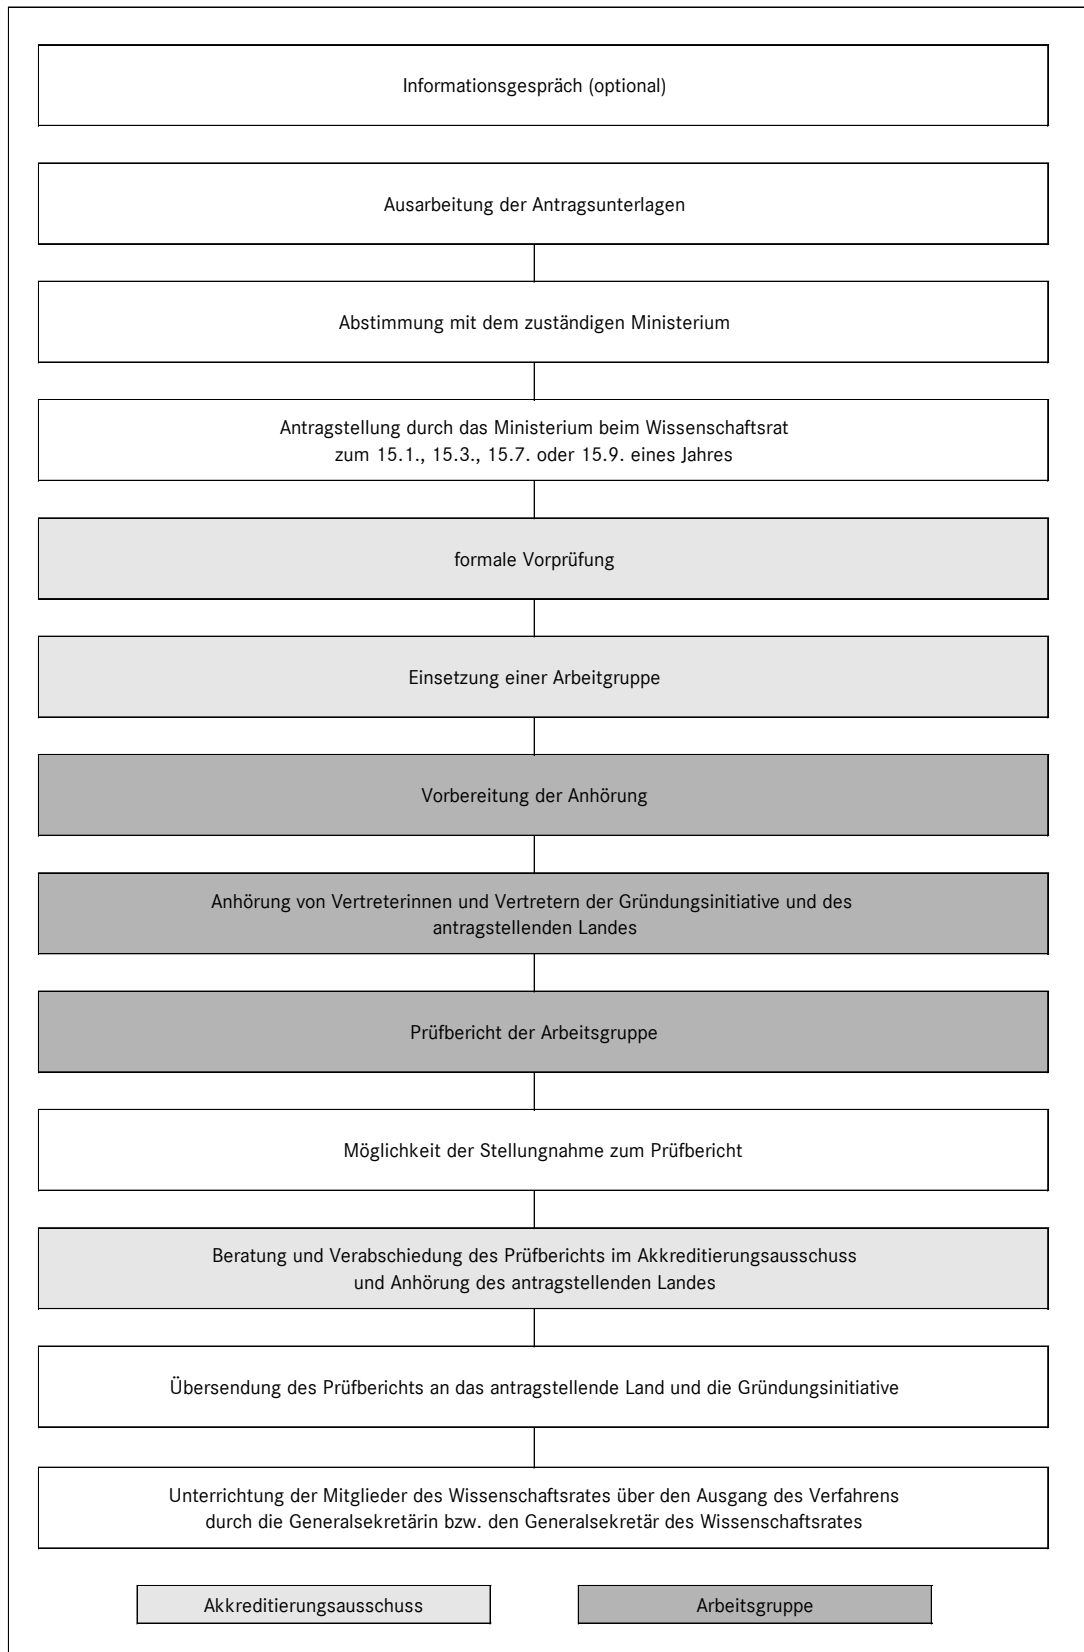 Informationsgespräch (optional)
Ausarbeitung der Antragsunterlagen
Abstimmung mit dem zuständigen Ministerium
Antragstellung durch das Ministerium beim Wissenschaftsrat
zum 15.1., 15.3., 15.7. oder 15.9. eines Jahres
formale Vorprüfung
Einsetzung einer Arbeitgruppe
Vorbereitung der Anhörung
Anhörung von Vertreterinnen und Vertretern der Gründungsinitiative und des
antragstellenden Landes
Prüfbericht der Arbeitsgruppe
Möglichkeit der Stellungnahme zum Prüfbericht
Beratung und Verabschiedung des Prüfberichts im Akkreditierungsausschuss
und Anhörung des antragstellenden Landes
Übersendung des Prüfberichts an das antragstellende Land und die Gründungsinitiative
Unterrichtung der Mitglieder des Wissenschaftsrates über den Ausgang des Verfahrens
durch die Generalsekretärin bzw. den Generalsekretär des Wissenschaftsrates
Akkreditierungsausschuss
Arbeitsgruppe